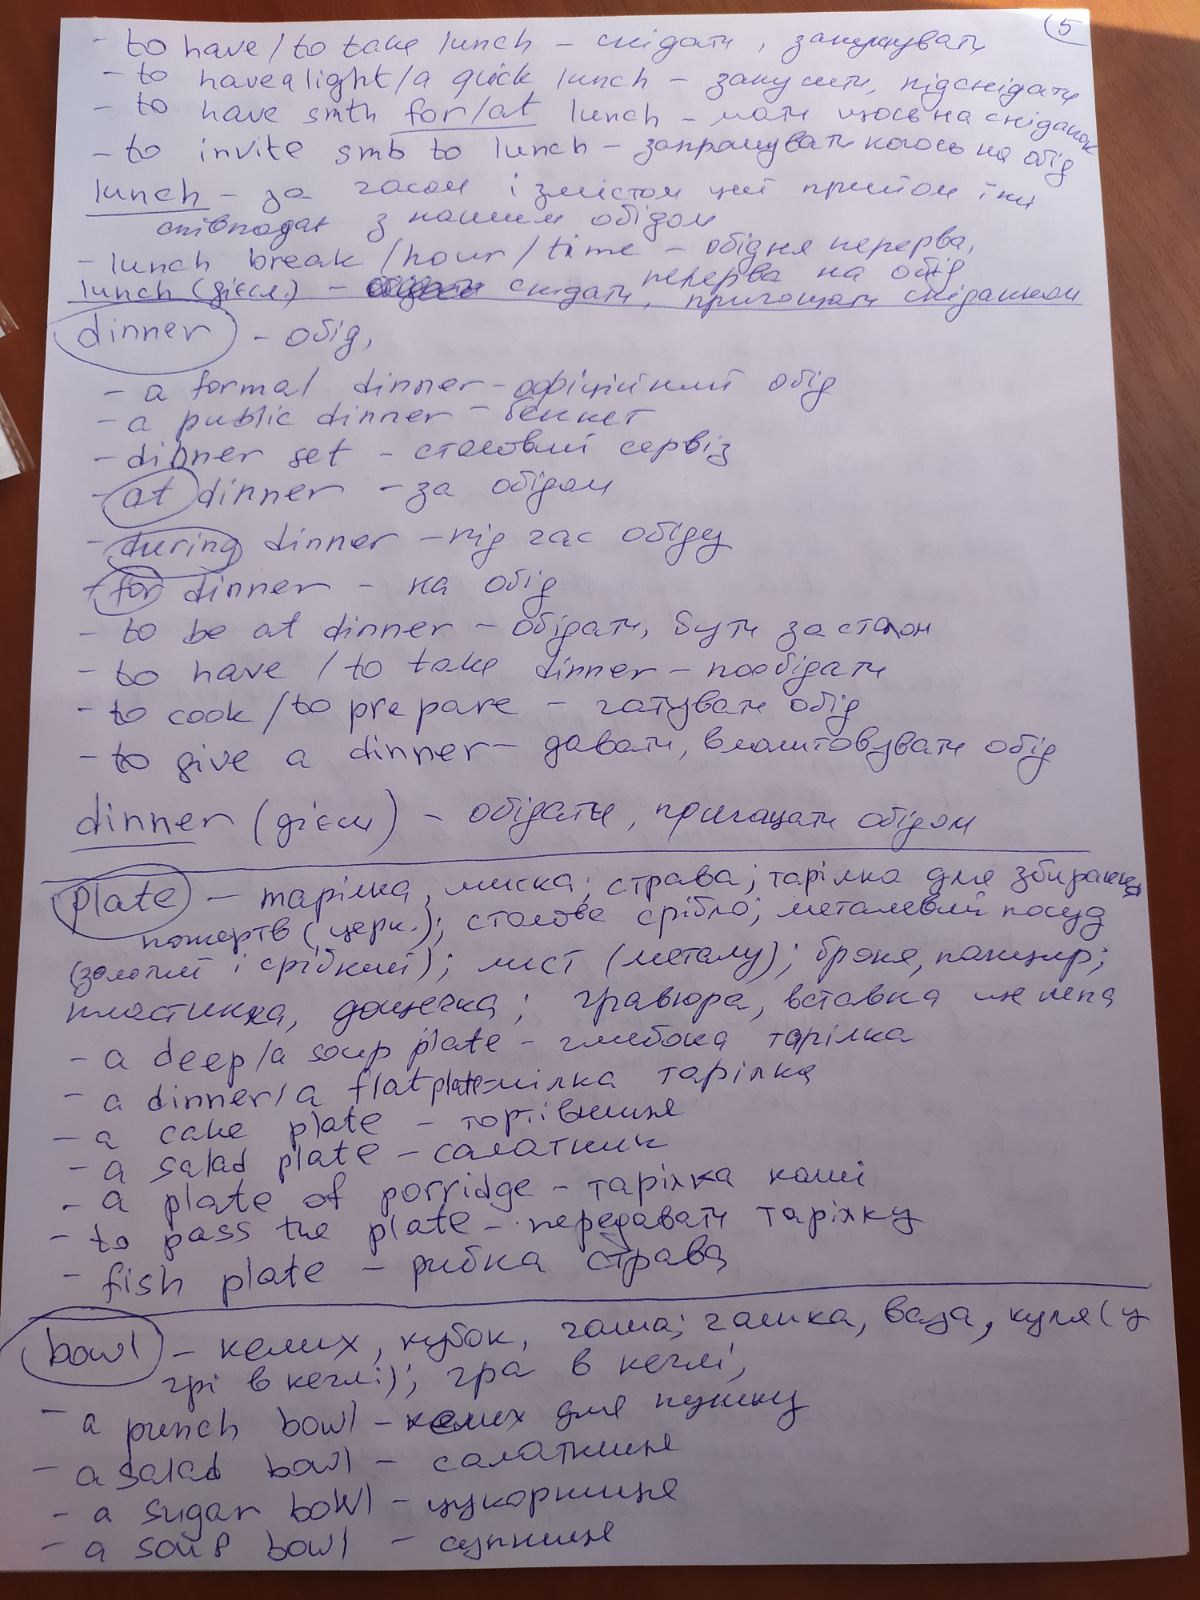 5
- to have / to take lunch – снідати, закушувати
- to have a light / a quick lunch – закусити, підснідати
- to have smth for/at lunch – мати щось на сніданок
- to invite smb to lunch – запрошувати когось на обід
lunch – за часом і змістом цей прийом їжі
співпадає з нашим обідом
- lunch break / hour / time – обідня перерва,
перерва на обід
lunch (дієсл.) – снідати, пригощати сніданком
dinner – обід,
- a formal dinner – офіційний обід
- a public dinner – бенкет
- dinner set – столовий сервіз
- at dinner – за обідом
- during dinner – під час обіду
- for dinner – на обід
- to be at dinner – обідати, бути за столом
- to have / to take dinner – пообідати
- to cook / to prepare – готувати обід
- to give a dinner – давати, влаштовувати обід
dinner (дієсл) – обідати, пригощати обідом
plate – тарілка, миска; страва; тарілка для збирання
пожертв (церк.); столове срібло; металевий посуд
(золотий і срібний); лист (металу); броня, панцир;
пластинка, дощечка; гравюра, вставна щелепа
- a deep / a soup plate – глибока тарілка
- a dinner / a flat plate – мілка тарілка
- a cake plate – тортівниця
- a salad plate – салатник
- a plate of porridge – тарілка каші
- to pass the plate – передавати тарілку
- fish plate – рибна страва
bowl – келих, кубок, чаша; чашка, ваза, куля (у
грі в кеглі); гра в кеглі,
- a punch bowl – келих для пуншу
- a salad bowl – салатниця
- a sugar bowl – цукорниця
- a soup bowl – супниця